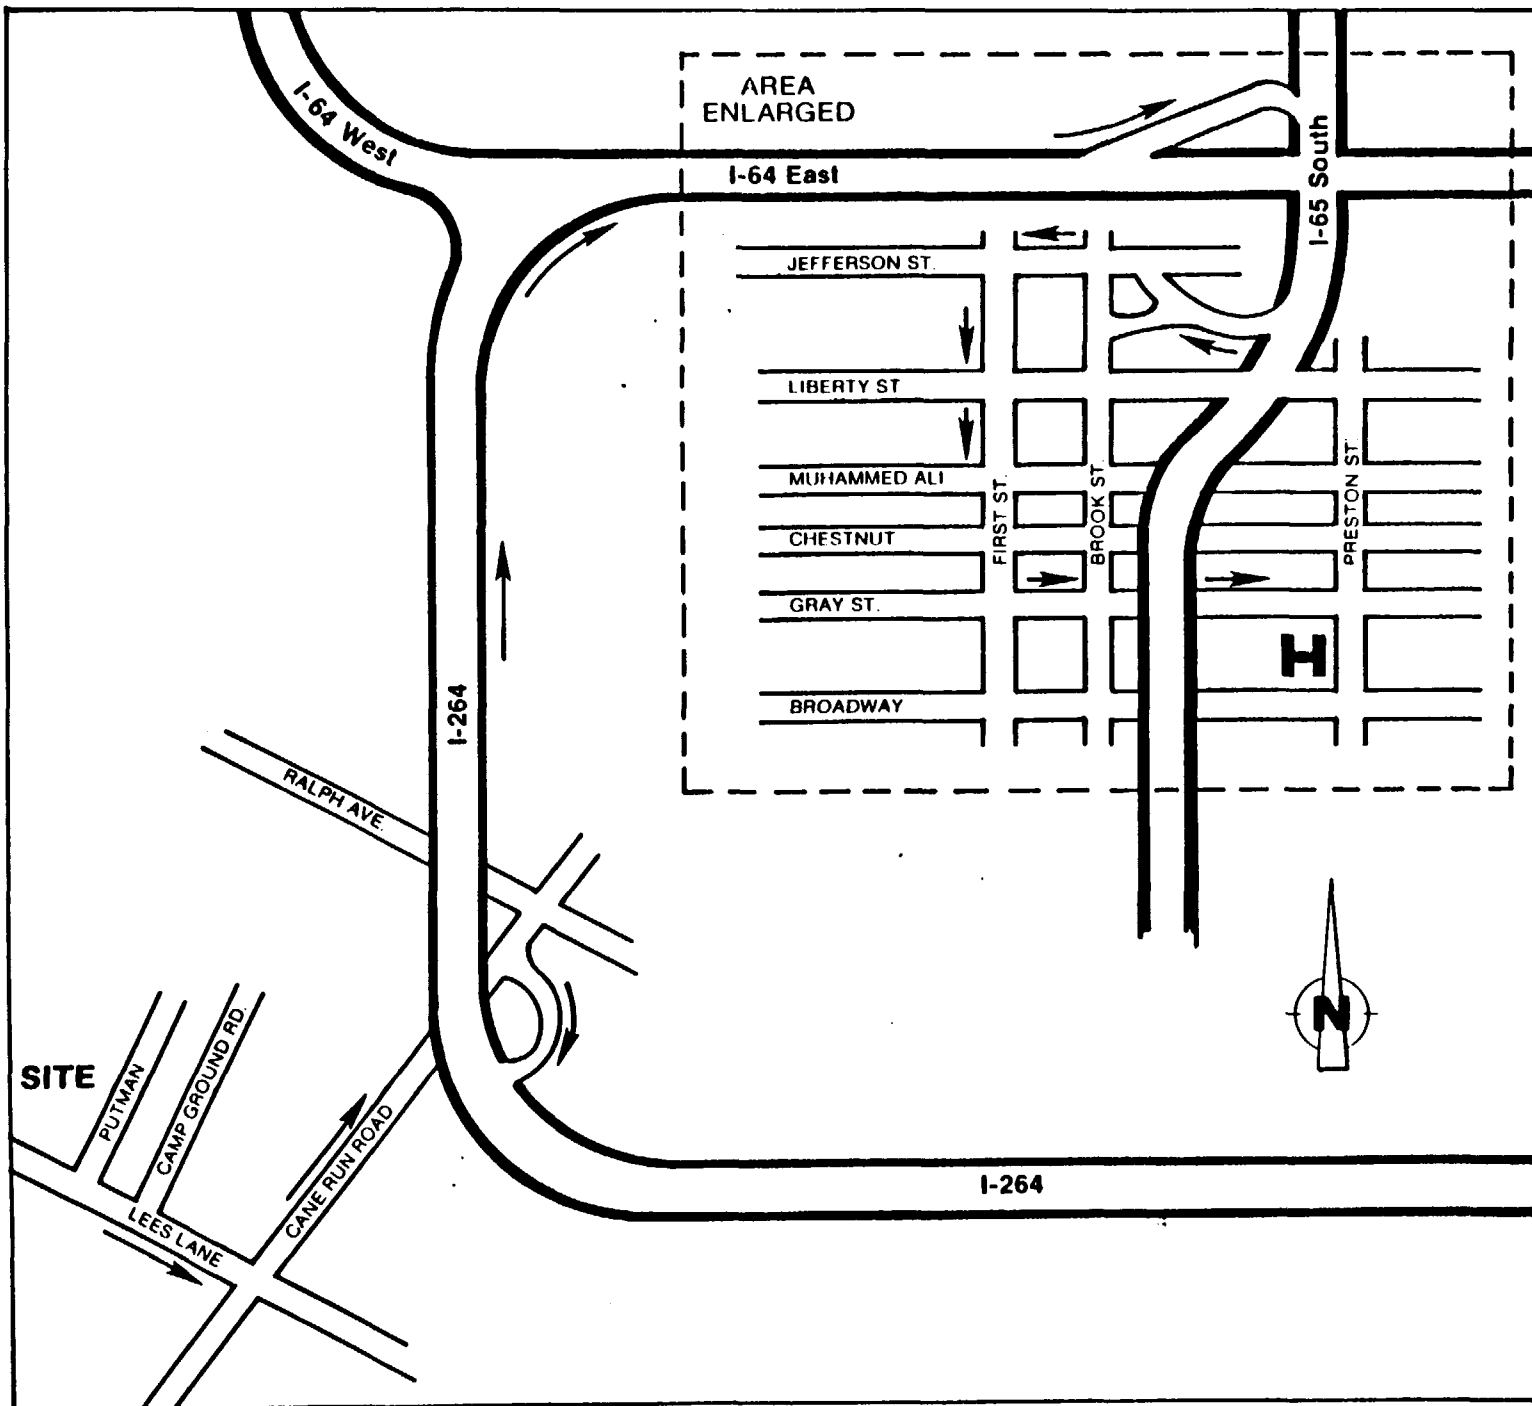 AREA
ENLARGED
I-64 West
I-64 East
I-65 South
JEFFERSON ST.
LIBERTY ST
MUHAMMED ALI
FIRST ST.
BROOK ST.
PRESTON ST.
CHESTNUT
GRAY ST.
H
BROADWAY
I-264
RALPH AVE.
N
SITE
PUTMAN
CAMP GROUND RD.
CANE RUN ROAD
LEES LANE
I-264